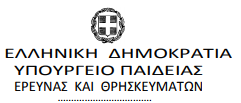 ΕΛΛΗΝΙΚΗ ΔΗΜΟΚΡΑΤΙΑ
ΥΠΟΥΡΓΕΙΟ ΠΑΙΔΕΙΑΣ
ΕΡΕΥΝΑΣ ΚΑΙ ΘΡΗΣΚΕΥΜΑΤΩΝ